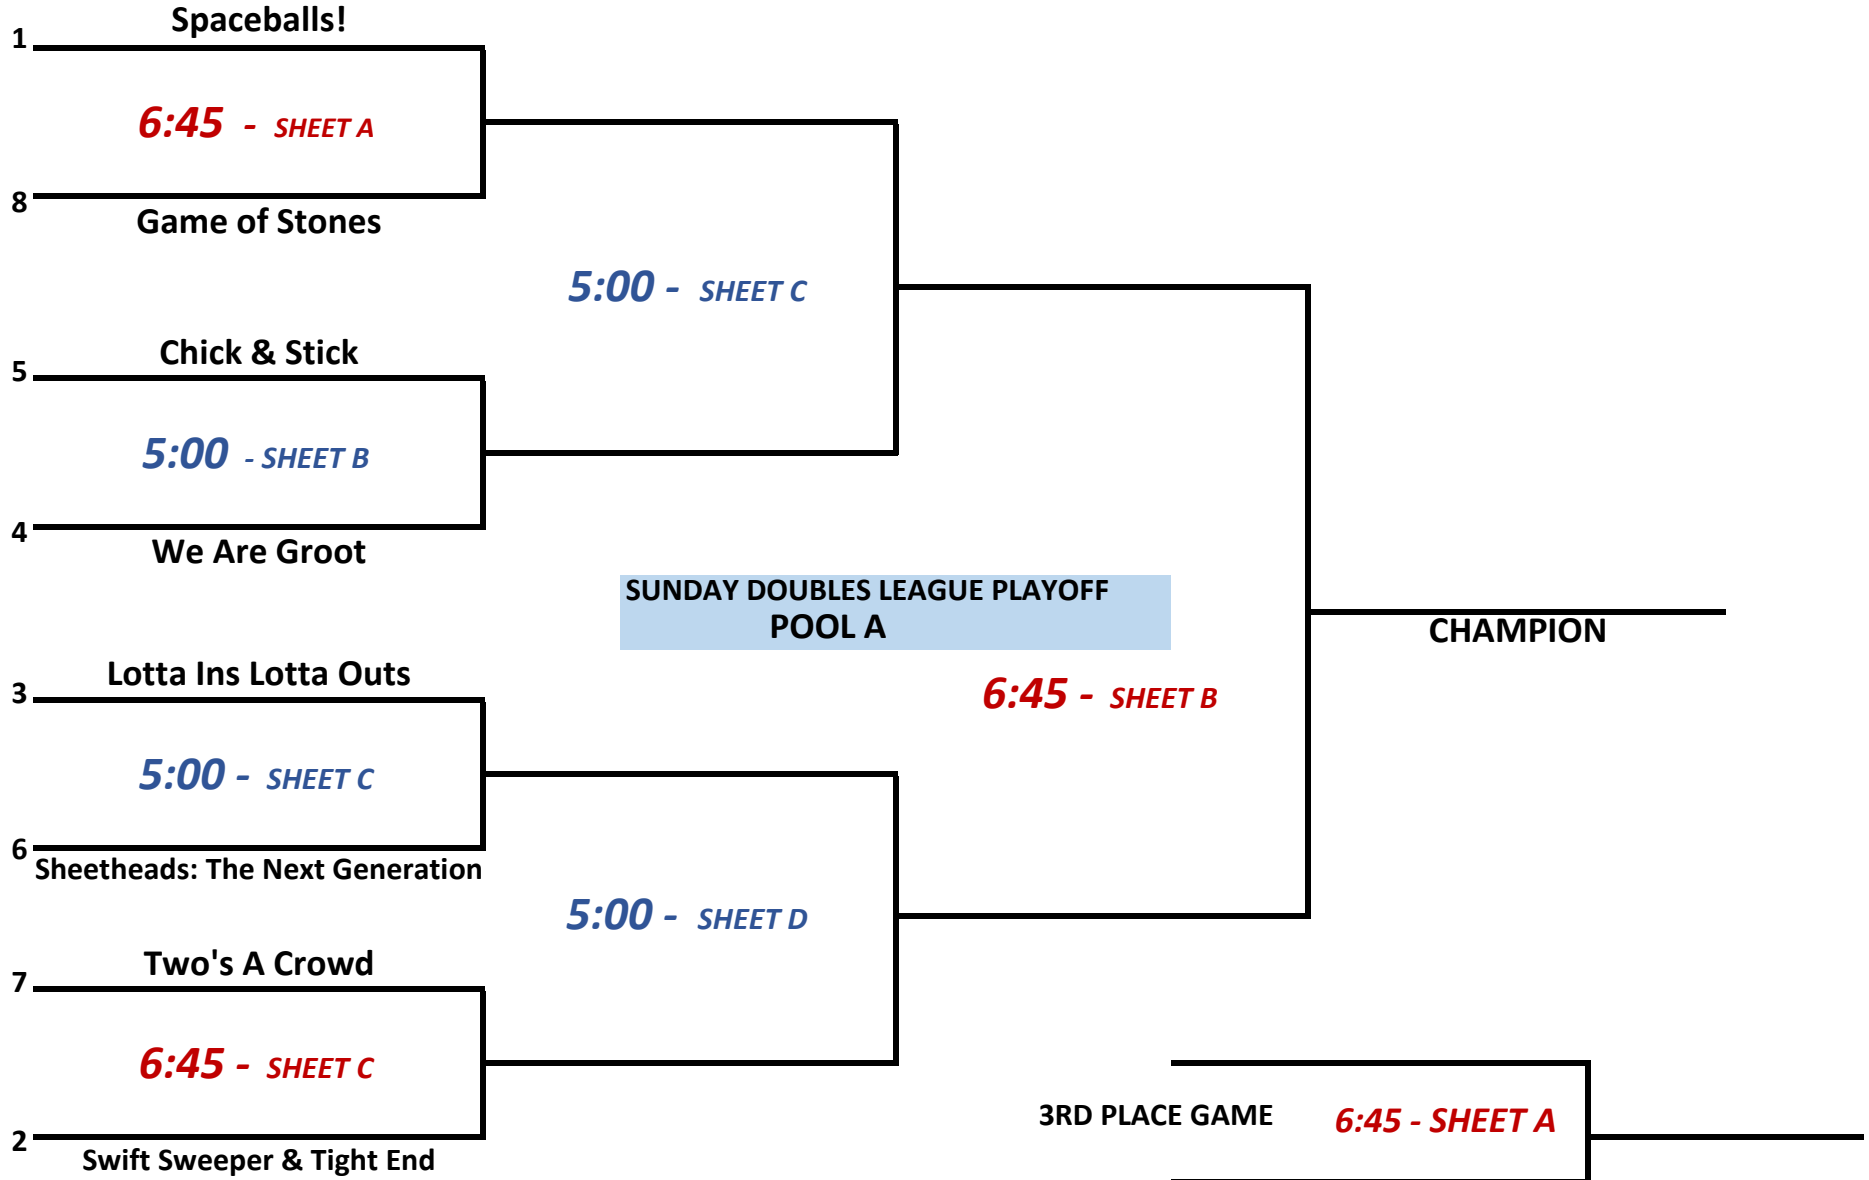 Spaceballs!
1
6:45 - SHEET A
8
Game of Stones
5:00 - SHEET C
Chick & Stick
5
5:00 - SHEET B
4
We Are Groot
SUNDAY DOUBLES LEAGUE PLAYOFF
POOL A
CHAMPION
Lotta Ins Lotta Outs
3
6:45 - SHEET B
5:00 - SHEET C
6
Sheetheads: The Next Generation
5:00 - SHEET D
Two's A Crowd
7
6:45 - SHEET C
3RD PLACE GAME 6:45 - SHEET A
2
Swift Sweeper & Tight End